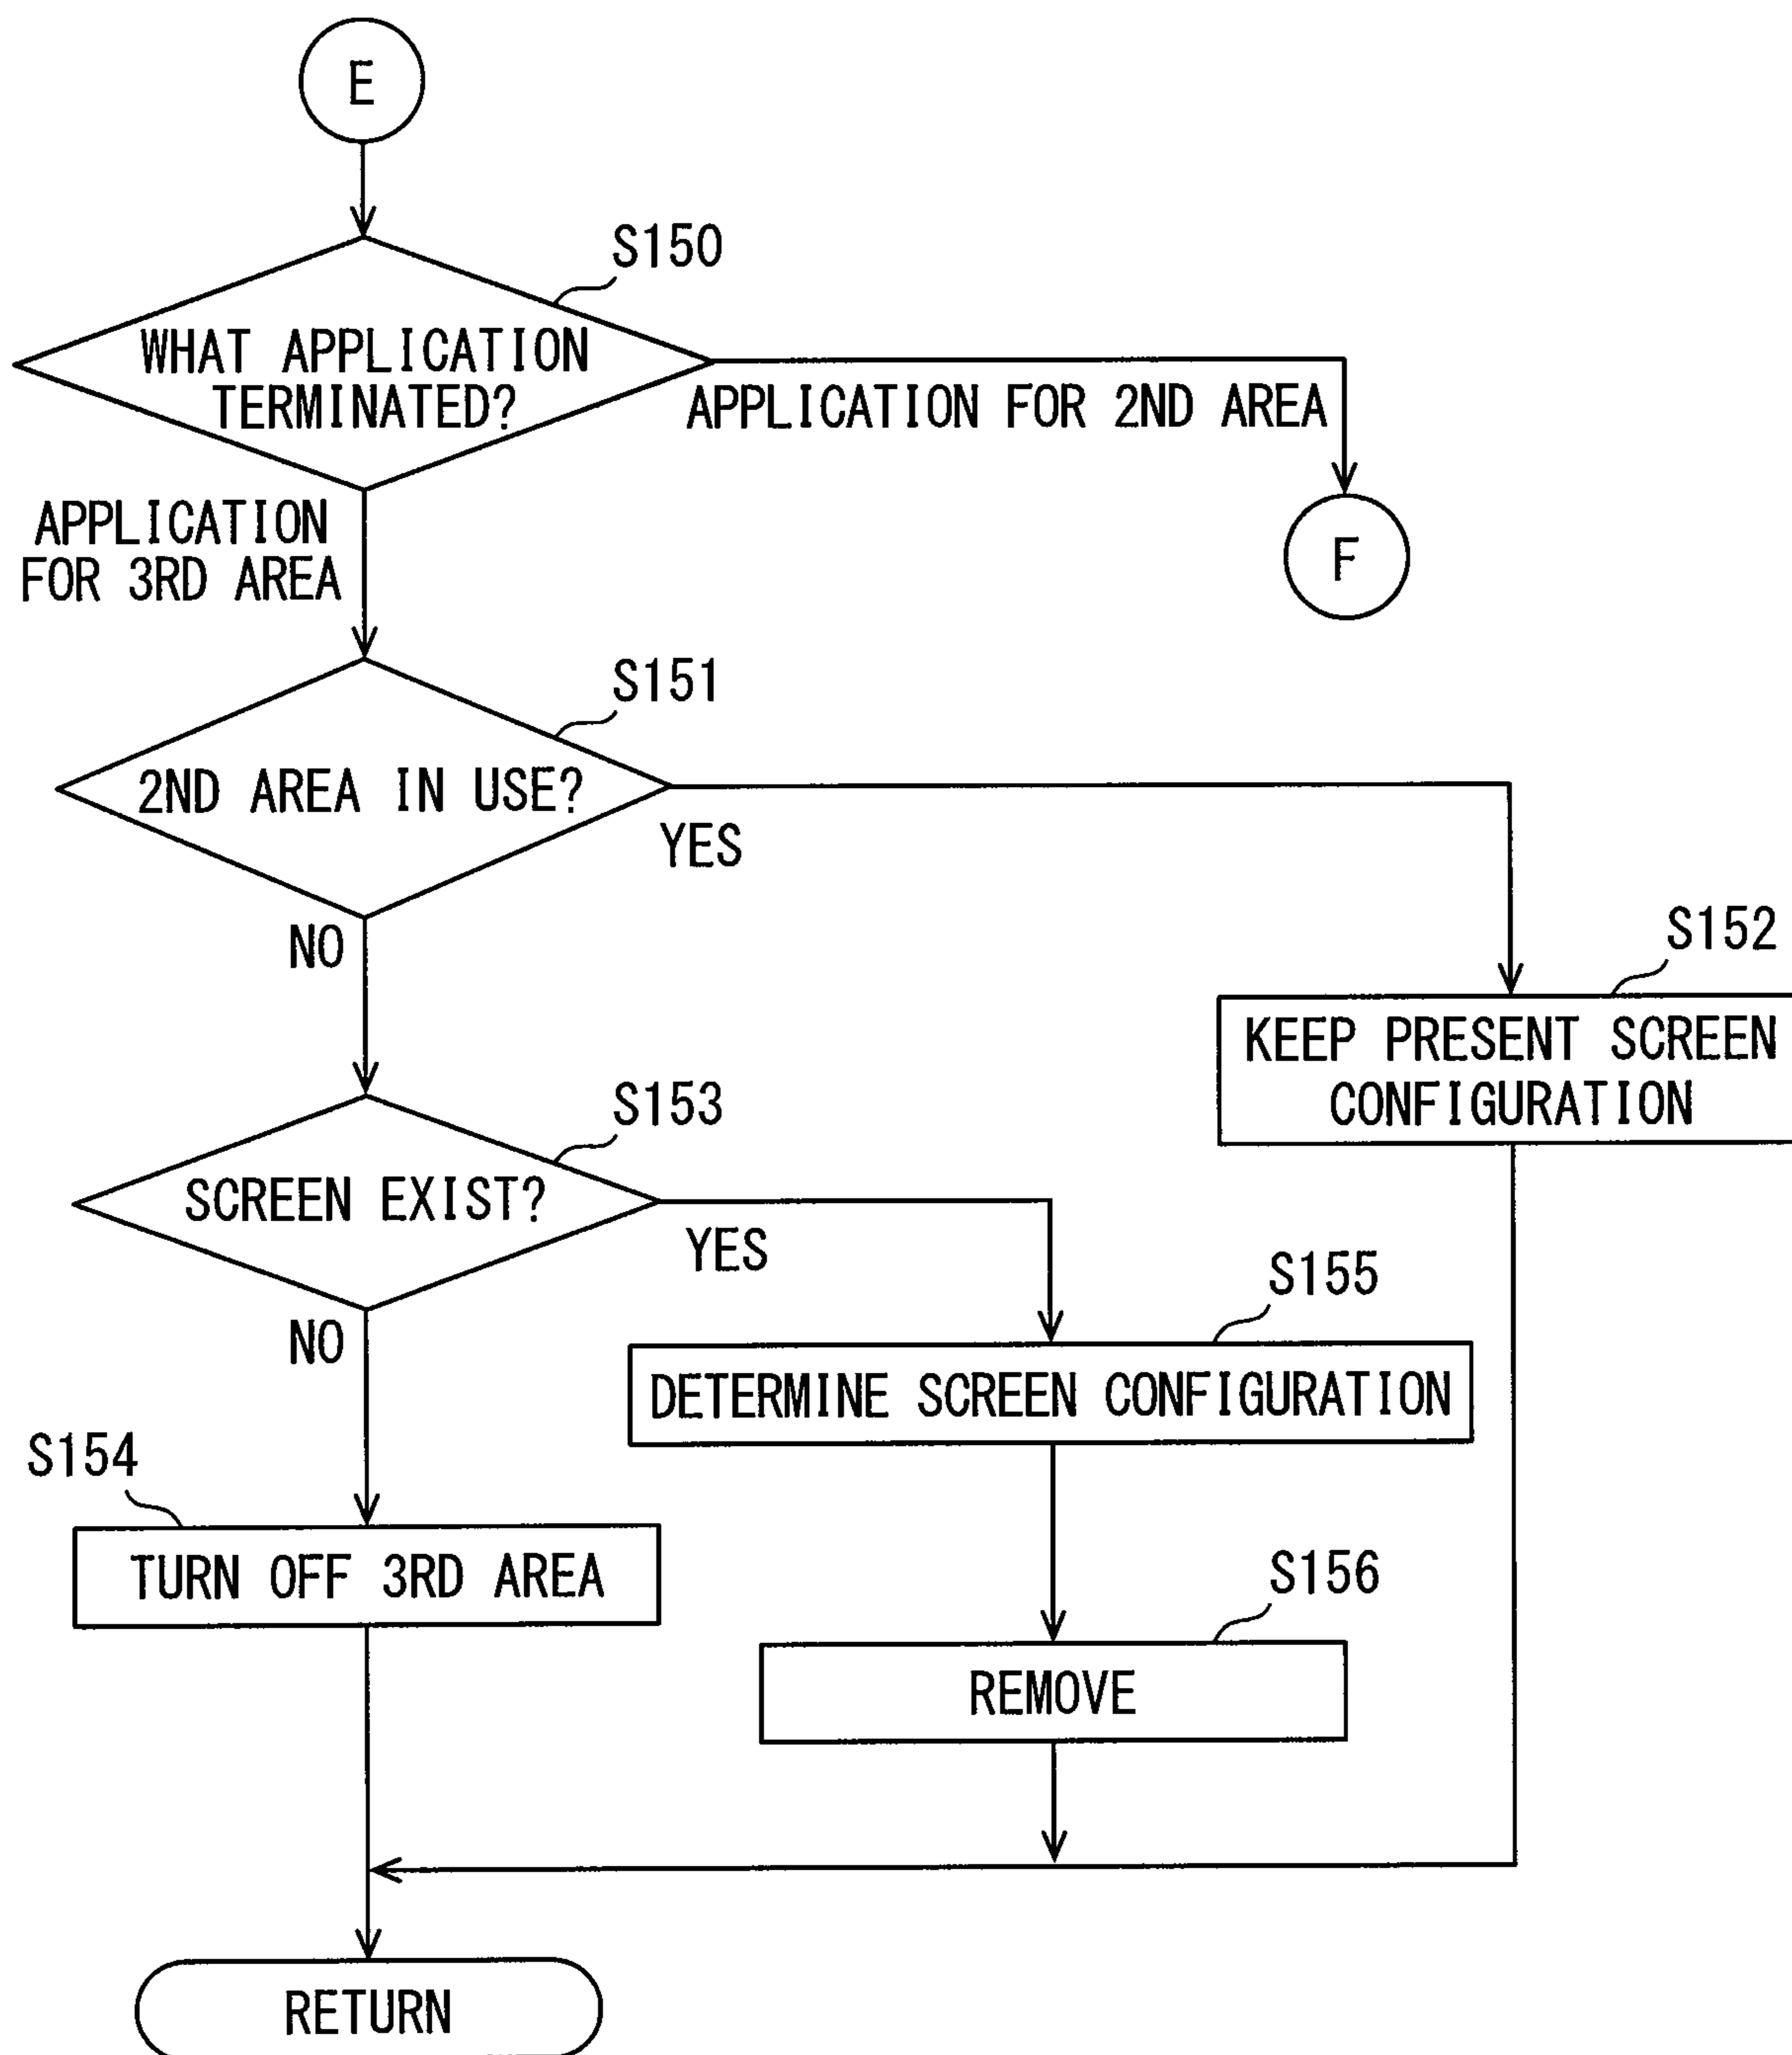 E
S150
WHAT APPLICATION
TERMINATED?
APPLICATION FOR 2ND AREA
APPLICATION
FOR 3RD AREA
F
S151
2ND AREA IN USE?
YES
NO
S152
KEEP PRESENT SCREEN
CONFIGURATION
S153
SCREEN EXIST?
YES
NO
S155
DETERMINE SCREEN CONFIGURATION
S154
TURN OFF 3RD AREA
S156
REMOVE
RETURN